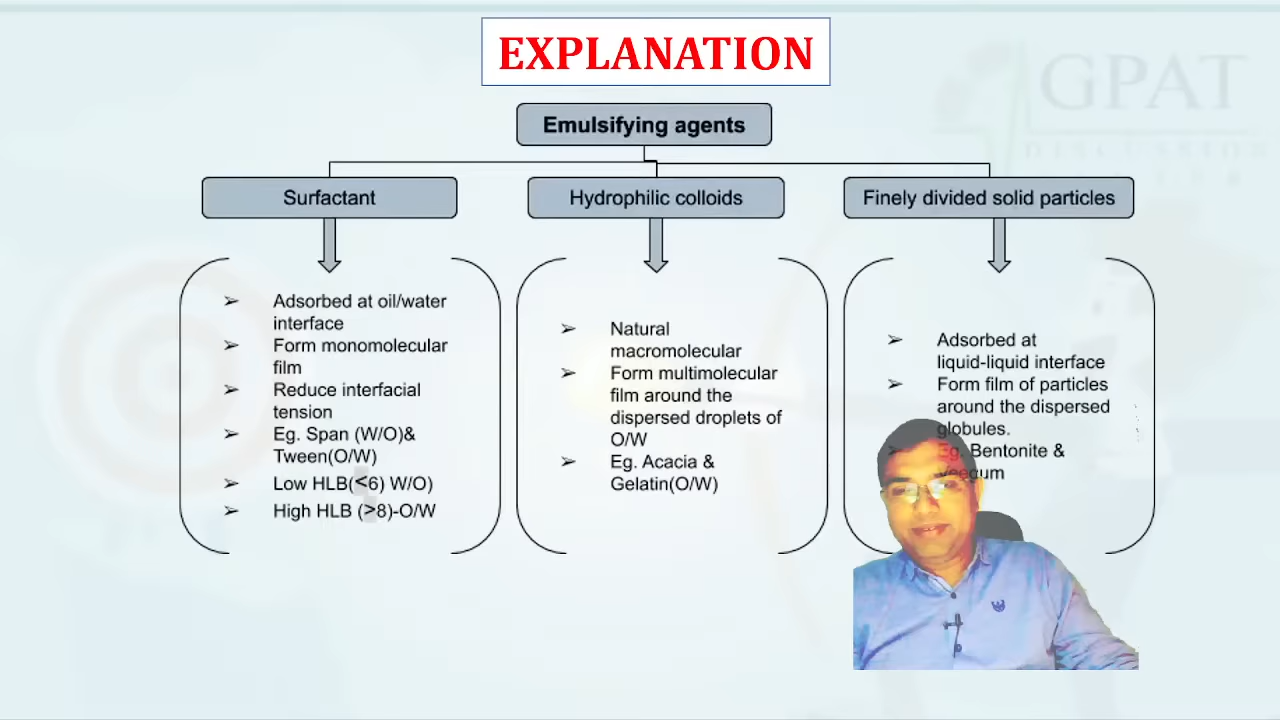 EXPLANATION
GPAT
DISCUSSION
Emulsifying agents
Surfactant
Hydrophilic colloids
Finely divided solid particles
➢ Adsorbed at oil/water
interface
➢ Form monomolecular
film
➢ Reduce interfacial
tension
➢ Eg. Span (W/O)&
Tween(O/W)
➢ Low HLB(<6) W/O)
➢ High HLB (>8)-O/W
➢ Natural
macromolecular
➢ Form multimolecular
film around the
dispersed droplets of
O/W
➢ Eg. Acacia &
Gelatin(O/W)
➢ Adsorbed at
liquid-liquid interface
➢ Form film of particles
around the dispersed
globules.
➢ Eg. Bentonite &
Veegum